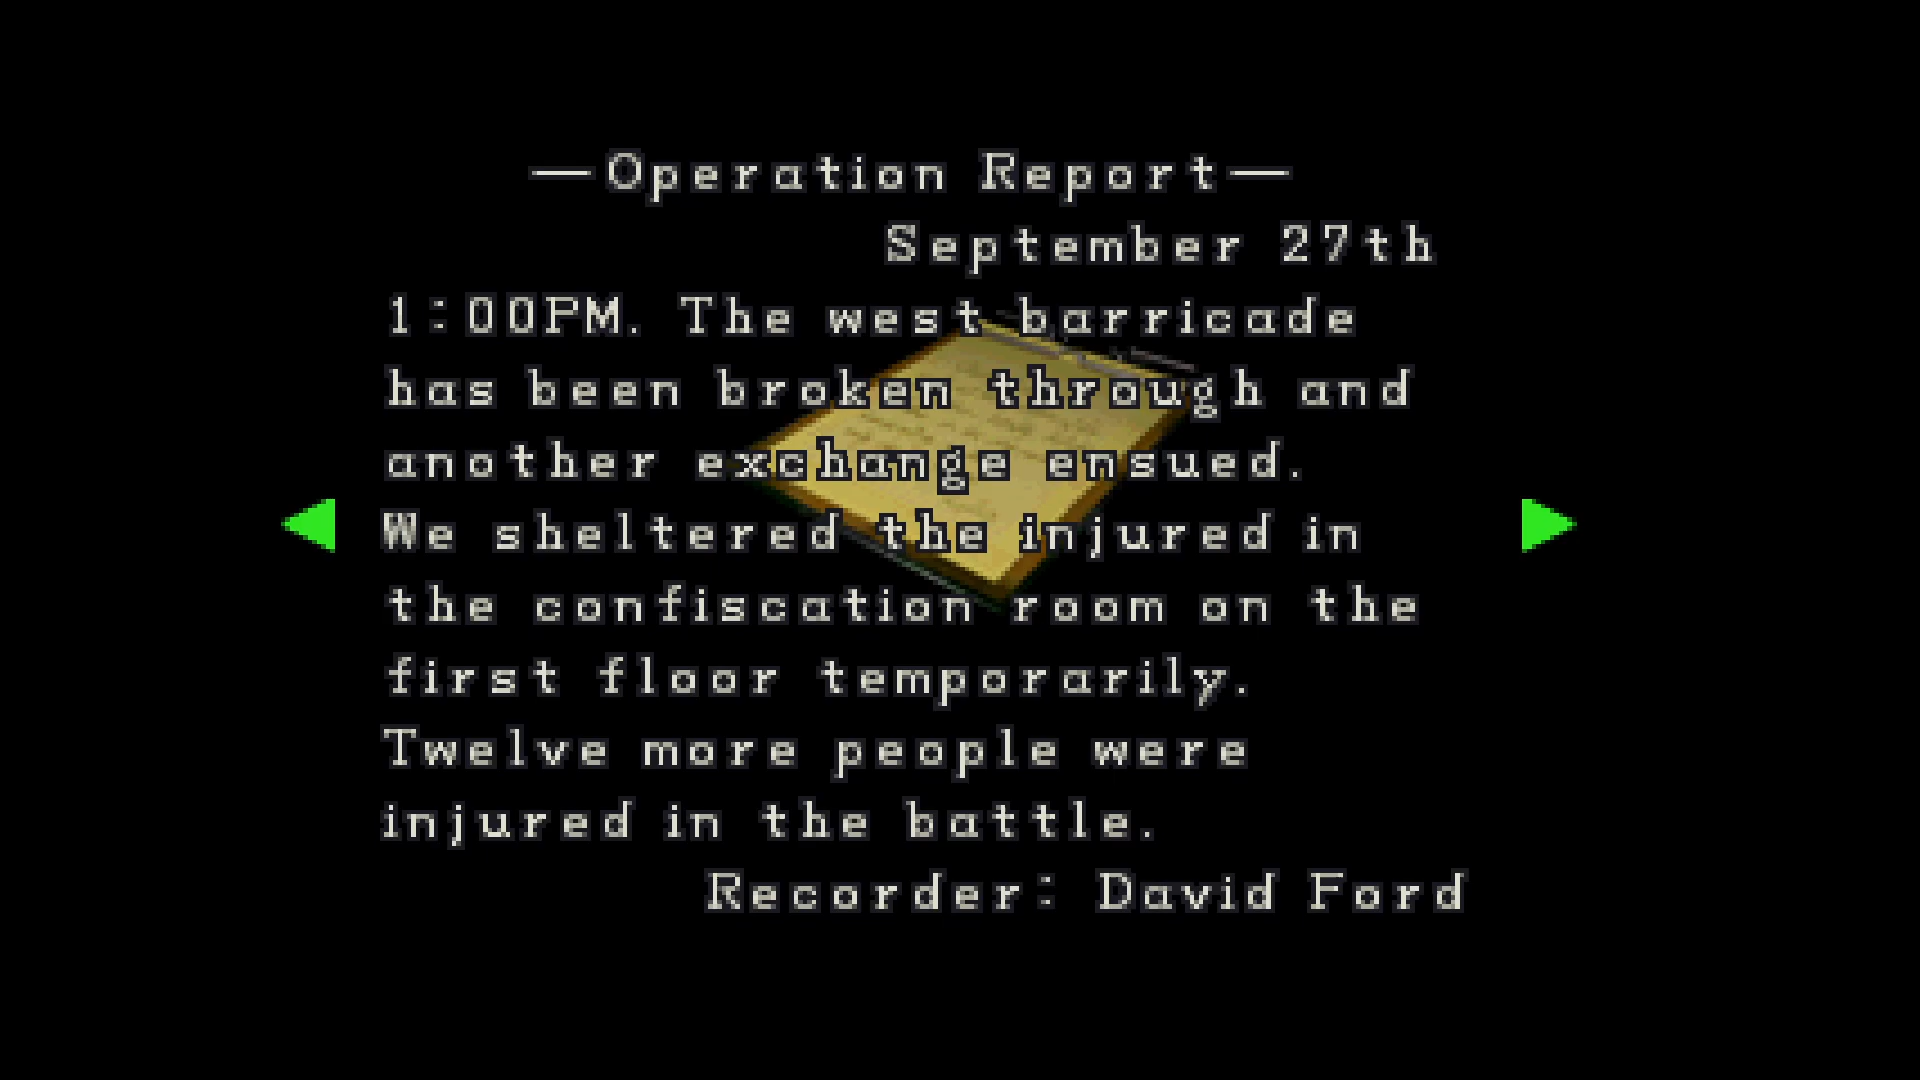 —Operation Report—
September 27th
1:00PM. The west barricade
has been broken through and
another exchange ensued.
We sheltered the injured in
the confiscation room on the
first floor temporarily.
Twelve more people were
injured in the battle.
Recorder: David Ford